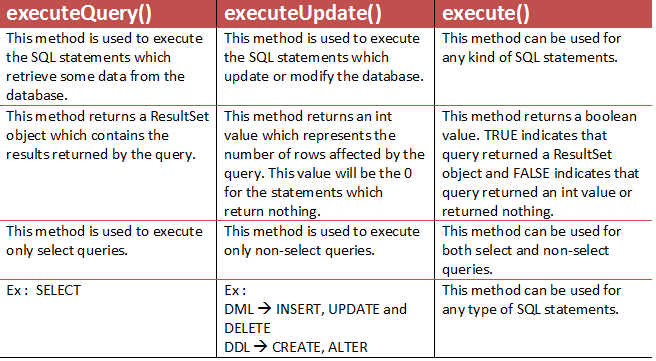 executeQuery()
executeUpdate()
execute()
This method is used to execute
the SQL statements which
retrieve some data from the
database.
This method is used to execute
the SQL statements which
update or modify the database.
This method can be used for
any kind of SQL statements.
This method returns a ResultSet
object which contains the
results returned by the query.
This method returns an int
value which represents the
number of rows affected by the
query. This value will be the 0
for the statements which
return nothing.
This method returns a boolean
value. TRUE indicates that
query returned a ResultSet
object and FALSE indicates that
query returned an int value or
returned nothing.
This method is used to execute
only select queries.
This method is used to execute
only non-select queries.
This method can be used for
both select and non-select
queries.
Ex : SELECT
Ex :
DML → INSERT, UPDATE and
DELETE
DDL → CREATE, ALTER
This method can be used for
any type of SQL statements.